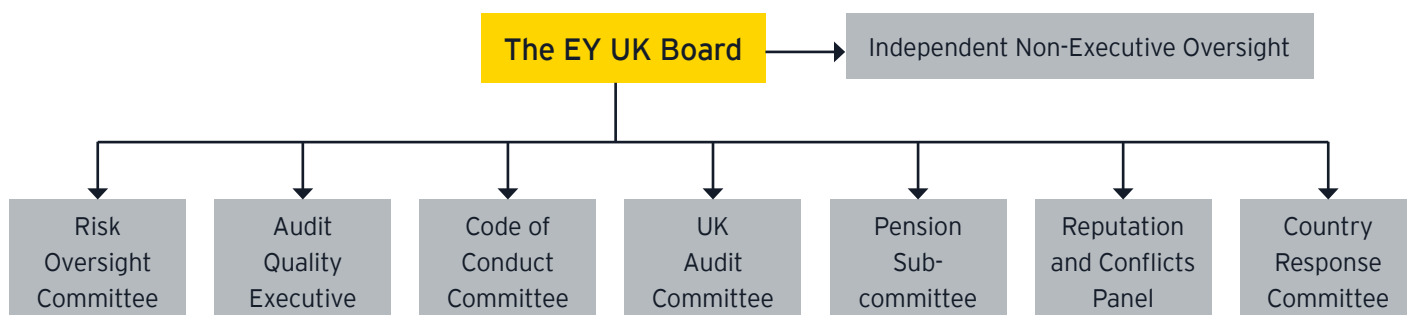 The EY UK Board
Independent Non-Executive Oversight
Risk
Oversight
Committee
Audit
Quality
Executive
Code of
Conduct
Committee
UK
Audit
Committee
Pension
Sub-
committee
Reputation
and Conflicts
Panel
Country
Response
Committee